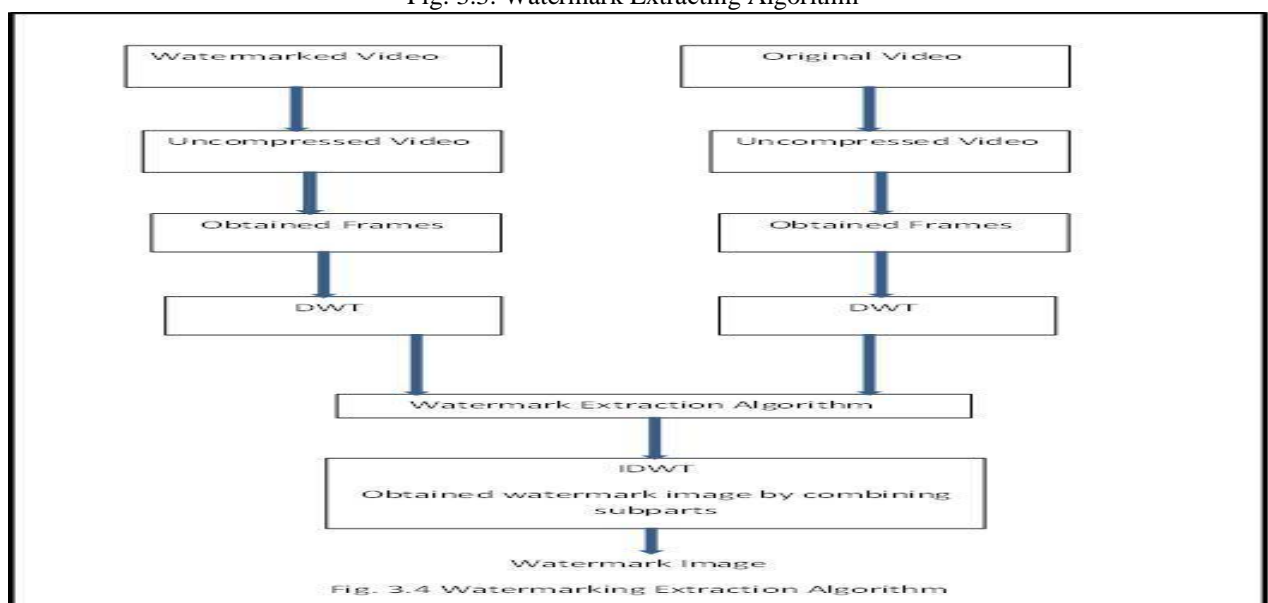 Fig. 3.3. Watermark Extracting Algorithm
Watermarked Video
Original Video
Uncompressed Video
Uncompressed Video
Obtained Frames
Obtained Frames
DWT
DWT
Watermark Extraction Algorithm
IDWT
Obtained watermark image by combining
subparts
Watermark Image
Fig. 3.4 Watermarking Extraction Algorithm